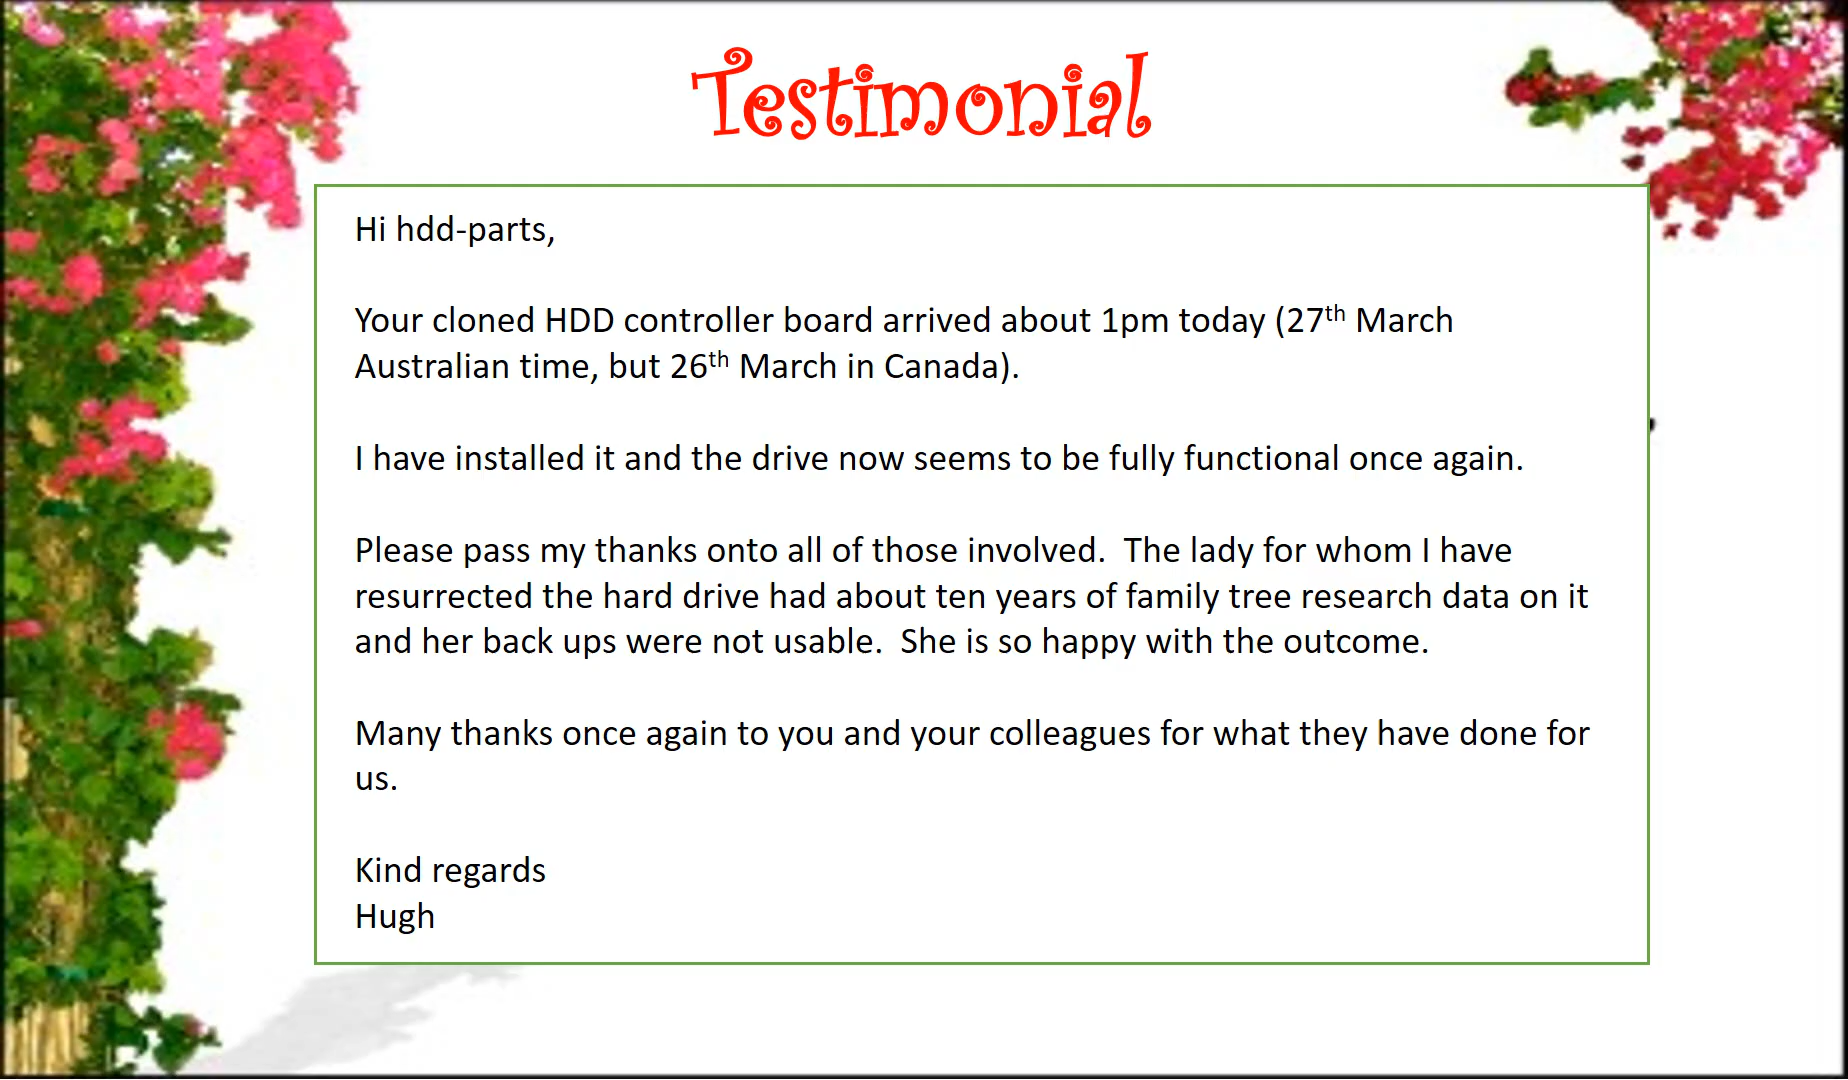 Testimonial
Hi hdd-parts,
Your cloned HDD controller board arrived about 1pm today (27th March
Australian time, but 26th March in Canada).
I have installed it and the drive now seems to be fully functional once again.
Please pass my thanks onto all of those involved.  The lady for whom I have
resurrected the hard drive had about ten years of family tree research data on it
and her back ups were not usable.  She is so happy with the outcome.
Many thanks once again to you and your colleagues for what they have done for
us.
Kind regards
Hugh